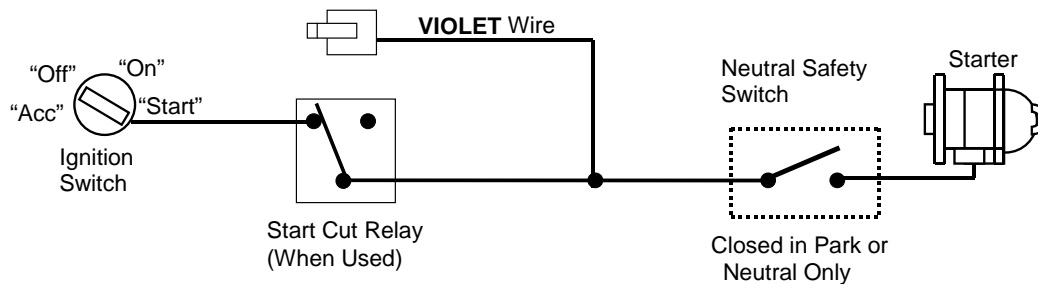 VIOLET Wire
“Off”
“On”
“Acc”
“Start”
Ignition
Switch
Start Cut Relay
(When Used)
Neutral Safety
Switch
Closed in Park or
Neutral Only
Starter